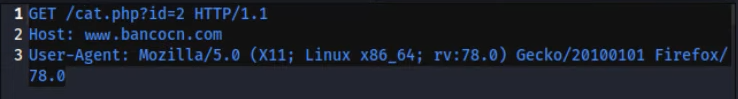 1 GET /cat.php?id=2 HTTP/1.1
2 Host: www.bancocn.com
3 User-Agent: Mozilla/5.0 (X11; Linux x86_64; rv:78.0) Gecko/20100101 Firefox/
78.0